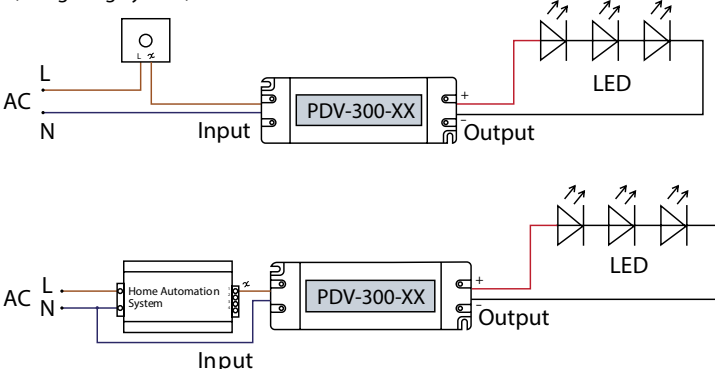 L
AC
N
L
Input
PDV-300-XX
+
-
Output
LED
L
AC
N
Home Automation
System
Input
PDV-300-XX
+
-
Output
LED